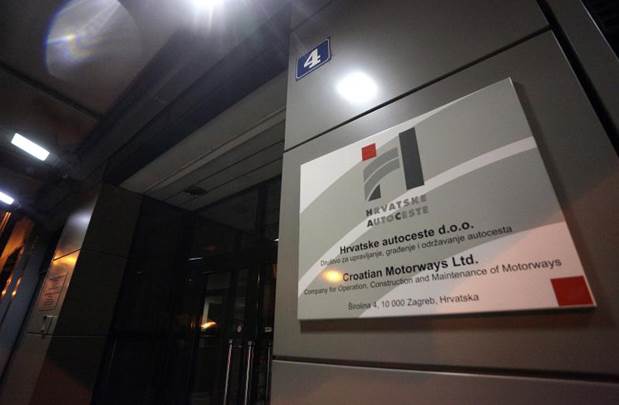 4
HRVATSKE
AUTOCESTE
Hrvatske autoceste d.o.o.
Društvo za upravljanje, građenje i održavanje autocesta
Croatian Motorways Ltd.
Company for Operation, Construction and Maintenance of Motorways
Širolina 4, 10 000 Zagreb, Hrvatska